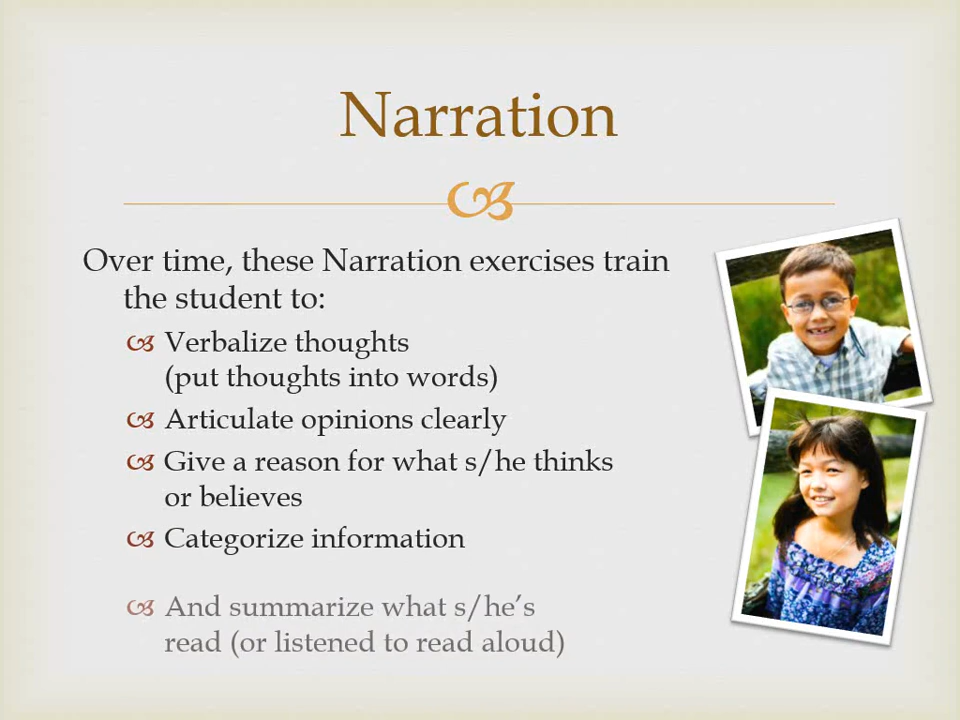 Narration
Over time, these Narration exercises train
the student to:
Verbalize thoughts
(put thoughts into words)
Articulate opinions clearly
Give a reason for what s/he thinks
or believes
Categorize information
And summarize what s/he’s
read (or listened to read aloud)